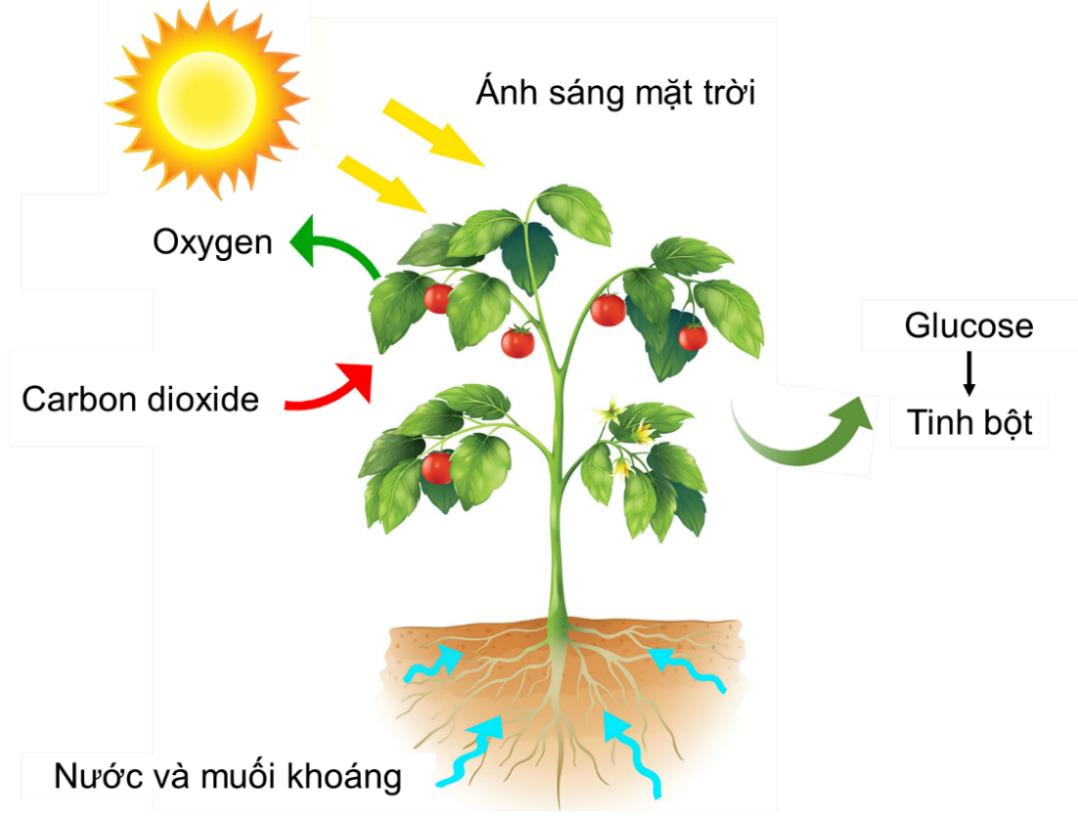 Ánh sáng mặt trời
Oxygen
Glucose
Carbon dioxide
Tinh bột
Nước và muối khoáng